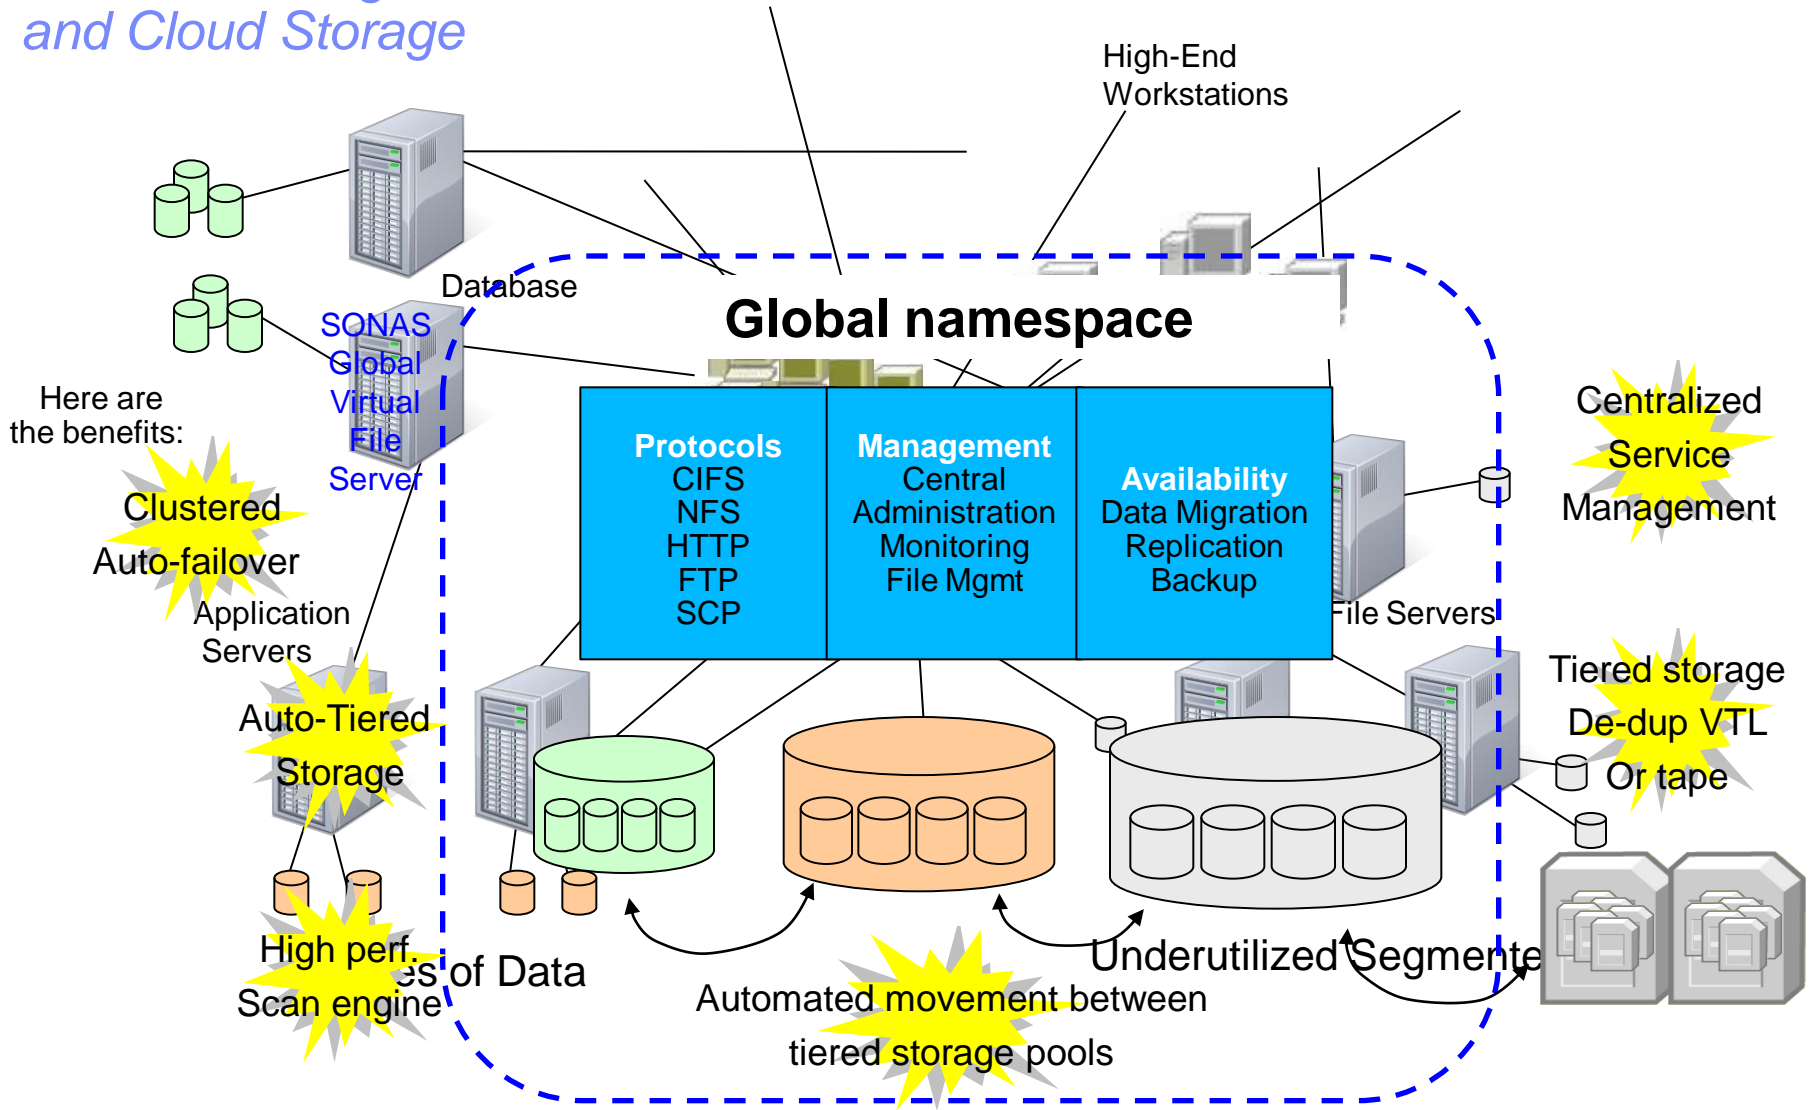 and Cloud Storage
High-End
Workstations
Database
Global namespace
SONAS
Global
Virtual
File
Server
Here are
the benefits:
Clustered
Auto-failover
Protocols
CIFS
NFS
HTTP
FTP
SCP
Management
Central
Administration
Monitoring
File Mgmt
Availability
Data Migration
Replication
Backup
Centralized
Service
Management
Application
Servers
File Servers
Auto-Tiered
Storage
Tiered storage
De-dup VTL
Or tape
High perf.
Scan engine
of Data
Underutilized
Automated movement between
tiered storage pools